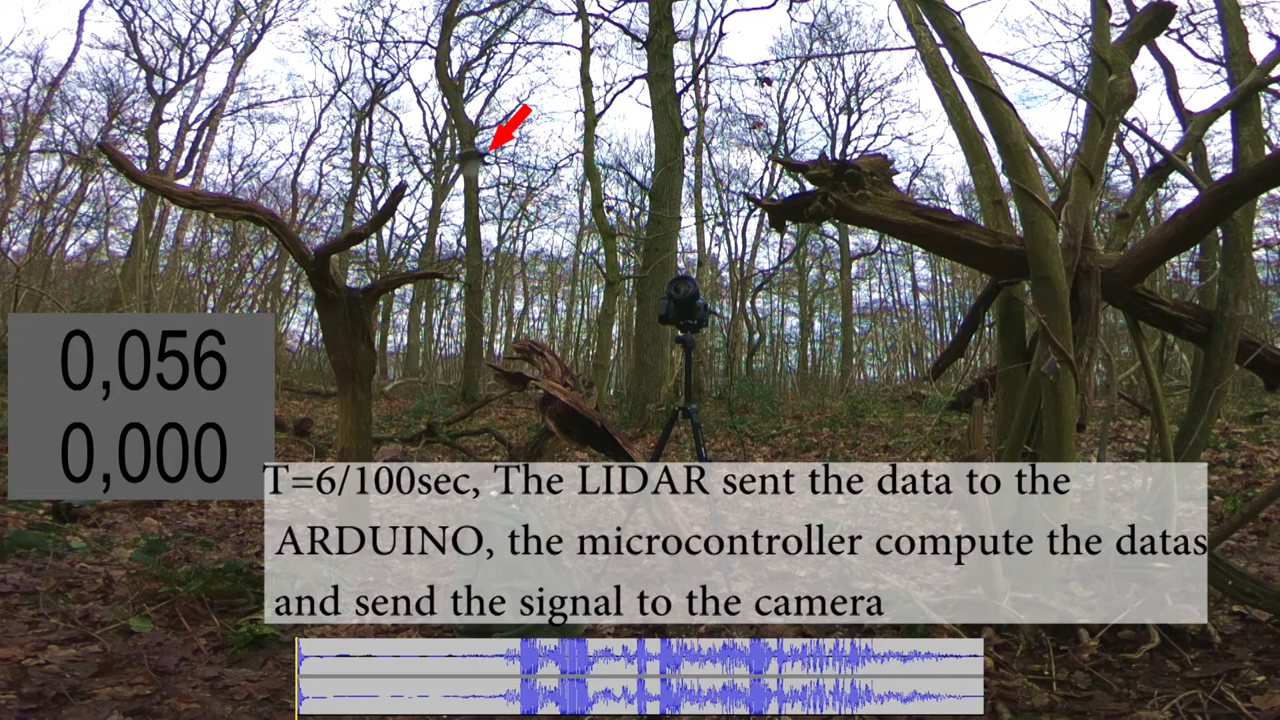 0,056
0,000
T=6/100sec, The LIDAR sent the data to the
ARDUINO, the microcontroller compute the datas
and send the signal to the camera